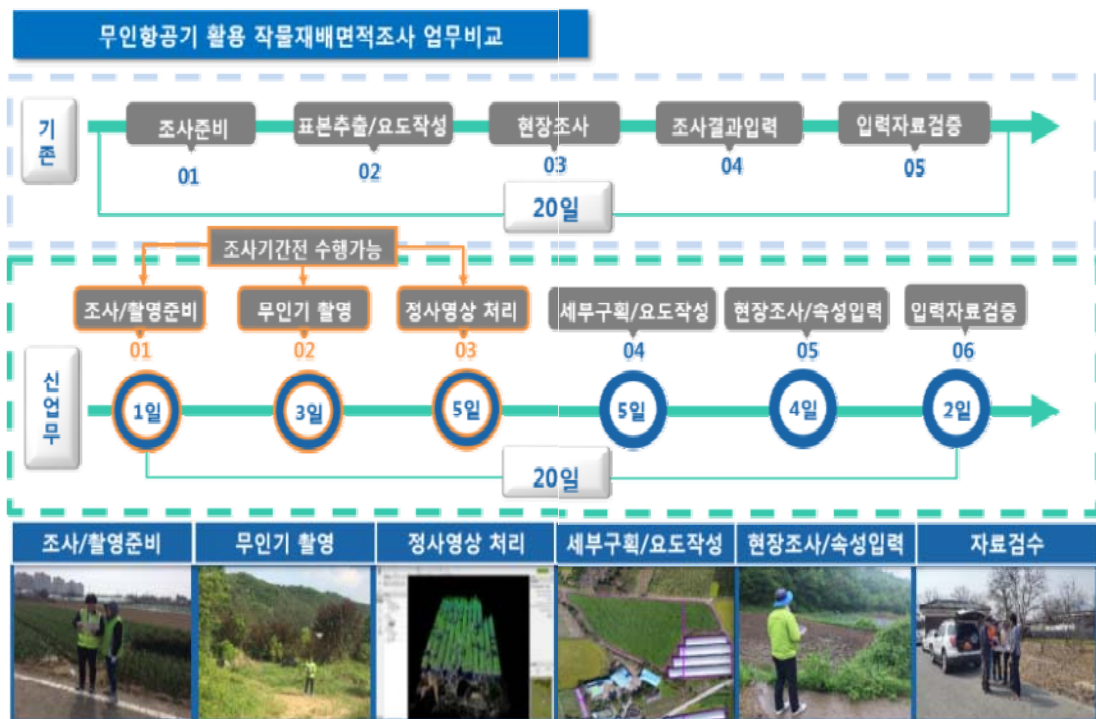 무인항공기 활용 작물재배면적조사 업무비교
기존
조사준비
표본추출/요도작성
현장조사
조사결과입력
입력자료검증
01
02
03
04
05
20일
조사기간전 수행가능
조사/촬영준비
무인기 촬영
정사영상 처리
세부구획/요도작성
현장조사/속성입력
입력자료검증
01
02
03
04
05
06
신업무
1일
3일
5일
5일
4일
2일
20일
조사/촬영준비
무인기 촬영
정사영상 처리
세부구획/요도작성
현장조사/속성입력
자료검수